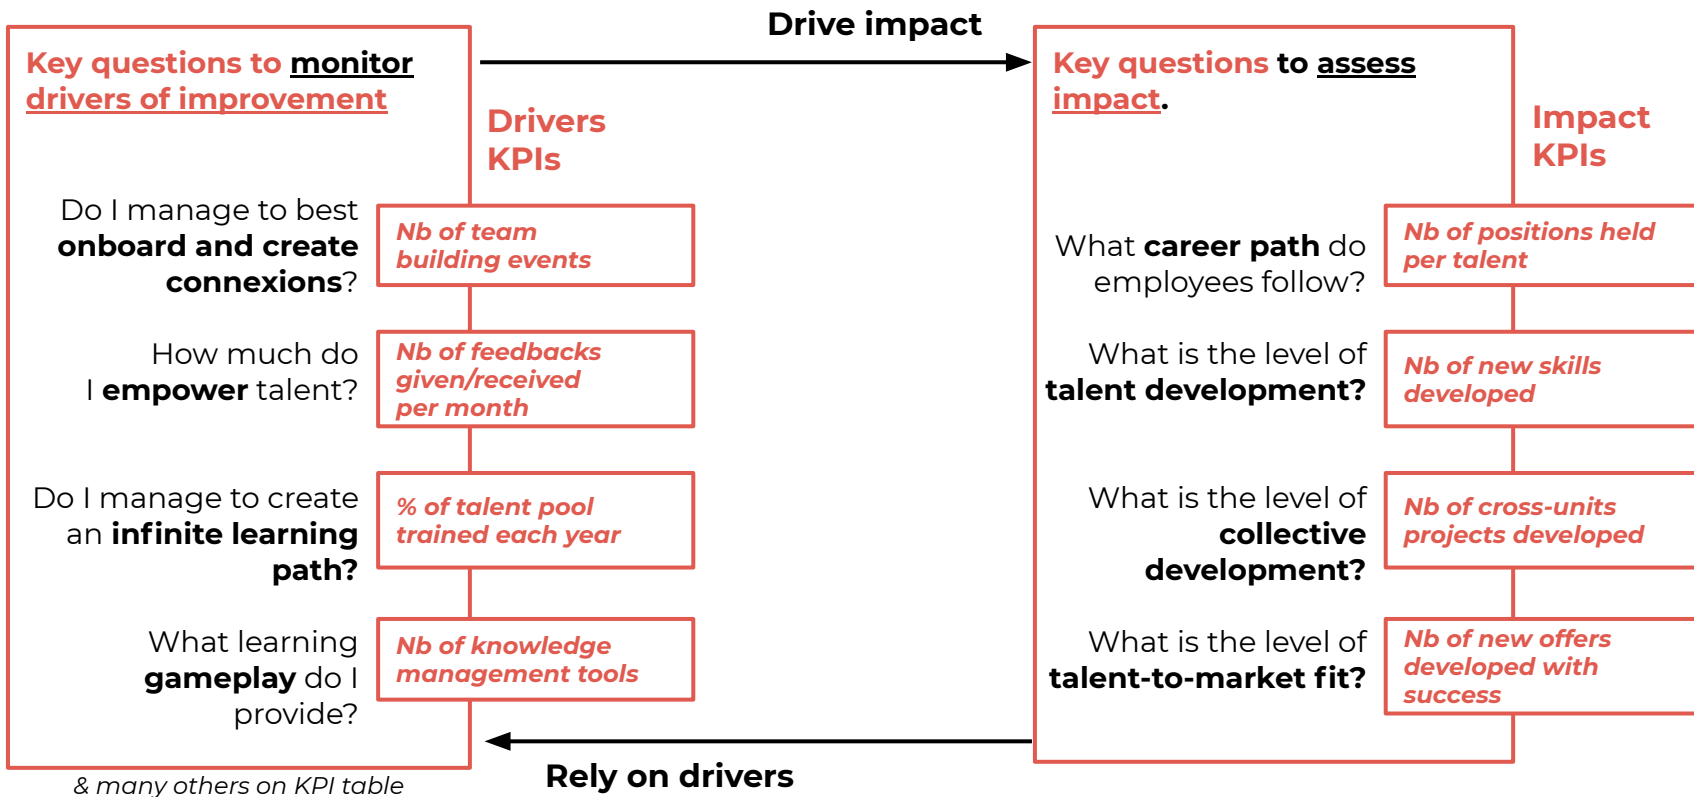 Drive impact
Key questions to monitor
drivers of improvement
Drivers
KPIs
Do I manage to best
onboard and create
connexions?
Nb of team
building events
How much do
I empower talent?
Nb of feedbacks
given/received
per month
Do I manage to create
an infinite learning
path?
% of talent pool
trained each year
What learning
gameplay do I
provide?
Nb of knowledge
management tools
& many others on KPI table
Key questions to assess
impact.
Impact
KPIs
What career path do
employees follow?
Nb of positions held
per talent
What is the level of
talent development?
Nb of new skills
developed
What is the level of
collective
development?
Nb of cross-units
projects developed
What is the level of
talent-to-market fit?
Nb of new offers
developed with
success
Rely on drivers